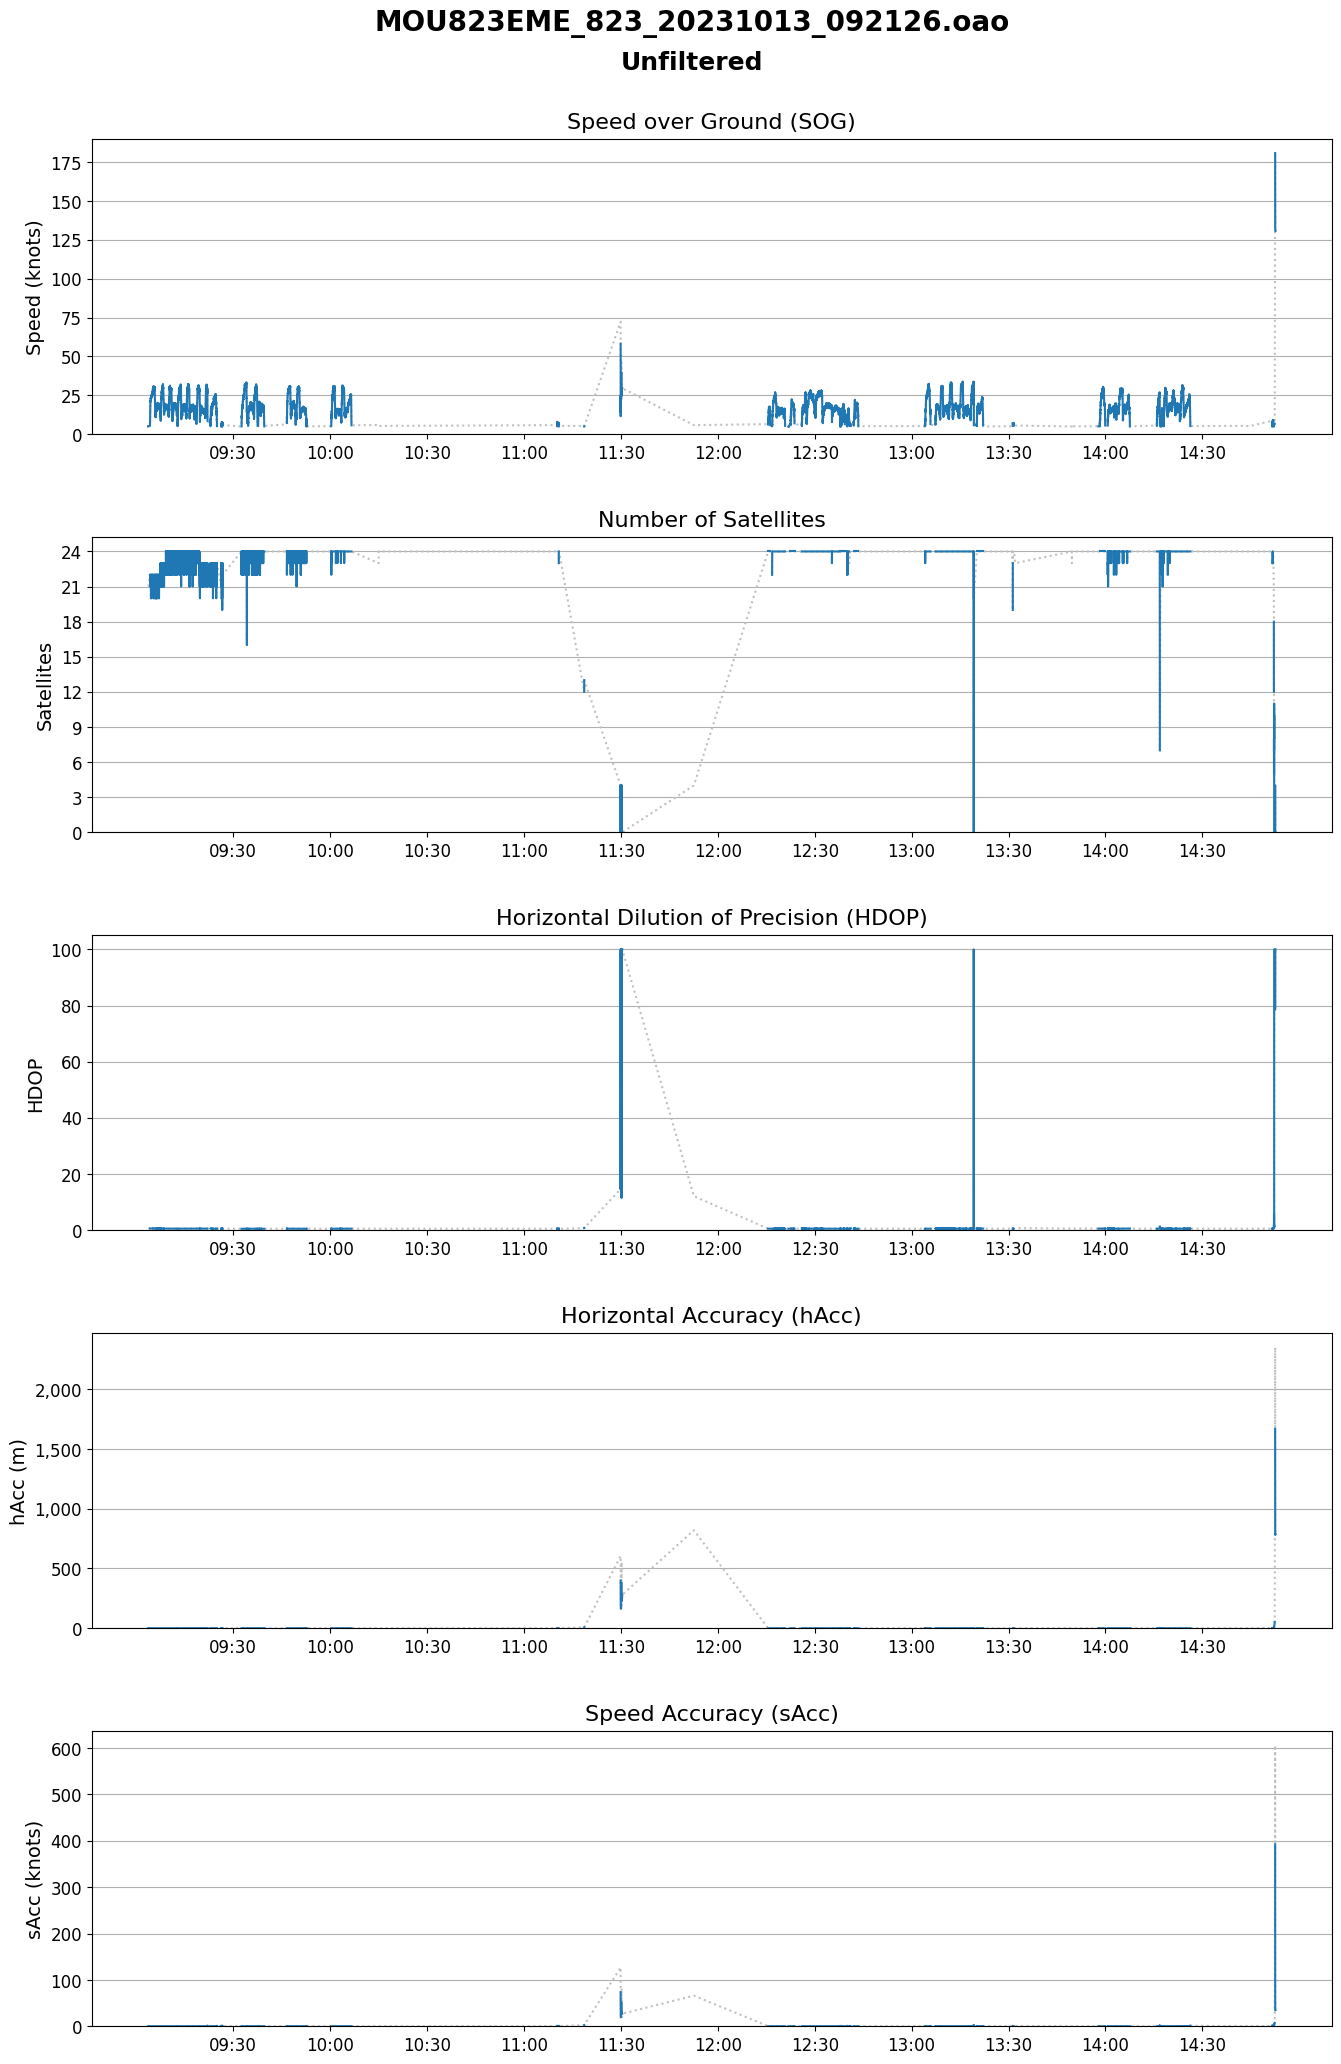 MOU823EME_823_20231013_092126.oao
Unfiltered
Speed over Ground (SOG)
Speed (knots)
175
150
125
100
75
50
25
0
09:30 10:00 10:30 11:00 11:30 12:00 12:30 13:00 13:30 14:00 14:30
Number of Satellites
Satellites
24
21
18
15
12
9
6
3
0
09:30 10:00 10:30 11:00 11:30 12:00 12:30 13:00 13:30 14:00 14:30
Horizontal Dilution of Precision (HDOP)
HDOP
100
80
60
40
20
0
09:30 10:00 10:30 11:00 11:30 12:00 12:30 13:00 13:30 14:00 14:30
Horizontal Accuracy (hAcc)
hAcc (m)
2,000
1,500
1,000
500
0
09:30 10:00 10:30 11:00 11:30 12:00 12:30 13:00 13:30 14:00 14:30
Speed Accuracy (sAcc)
sAcc (knots)
600
500
400
300
200
100
0
09:30 10:00 10:30 11:00 11:30 12:00 12:30 13:00 13:30 14:00 14:30